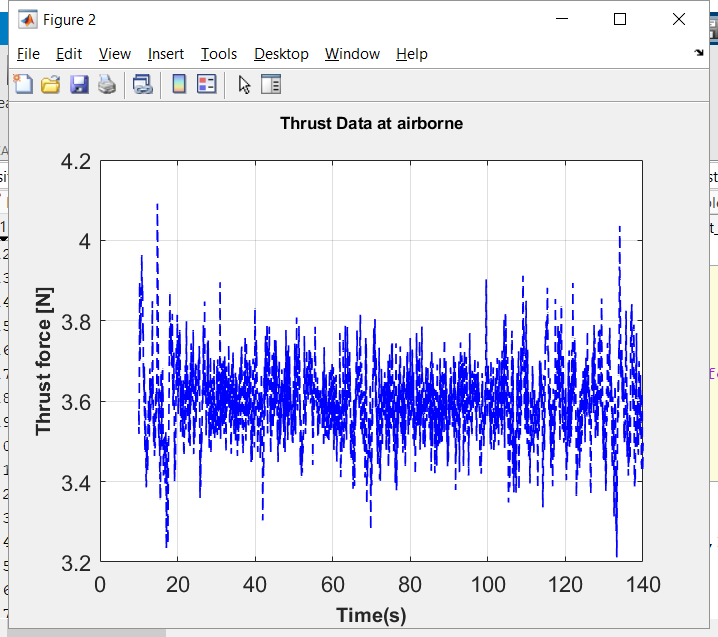 Figure 2
File Edit View Insert Tools Desktop Window Help
Thrust Data at airborne
4.2
4
3.8
3.6
3.4
3.2
Thrust force [N]
0 20 40 60 80 100 120 140
Time(s)